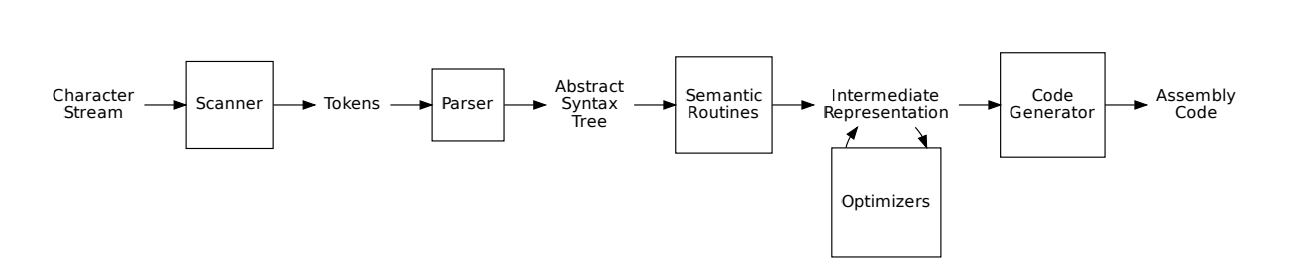 Character
Stream
Scanner
Tokens
Parser
Abstract
Syntax
Tree
Semantic
Routines
Intermediate
Representation
Code
Generator
Assembly
Code
Optimizers